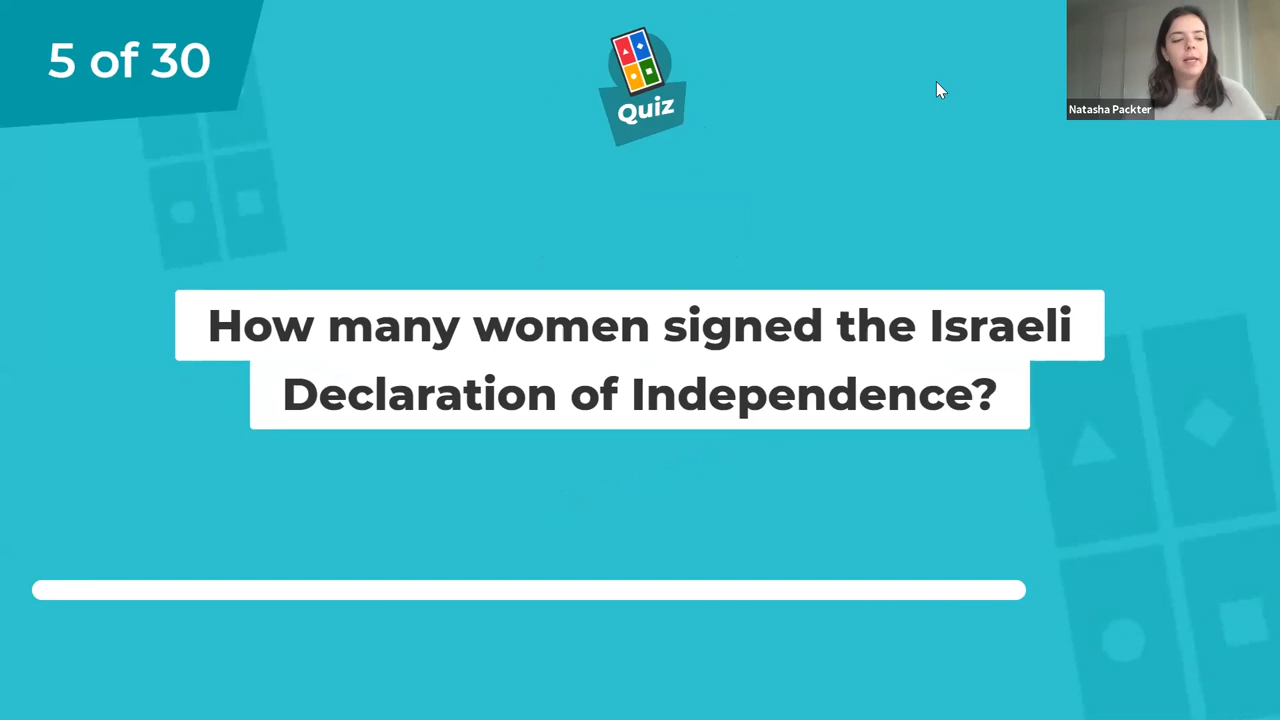 5 of 30
Quiz
Natasha Packter
How many women signed the Israeli
Declaration of Independence?